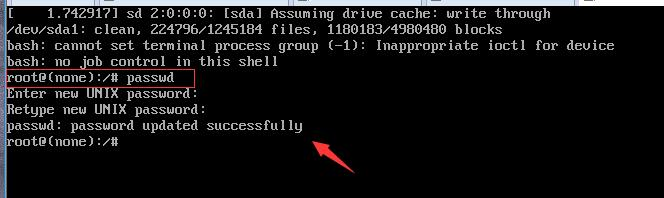 [    1.742917] sd 2:0:0:0: [sda] Assuming drive cache: write through
/dev/sda1: clean, 224796/1245184 files, 1180183/4980480 blocks
bash: cannot set terminal process group (-1): Inappropriate ioctl for device
bash: no job control in this shell
root@(none):/# passwd
Enter new UNIX password:
Retype new UNIX password:
passwd: password updated successfully
root@(none):/#